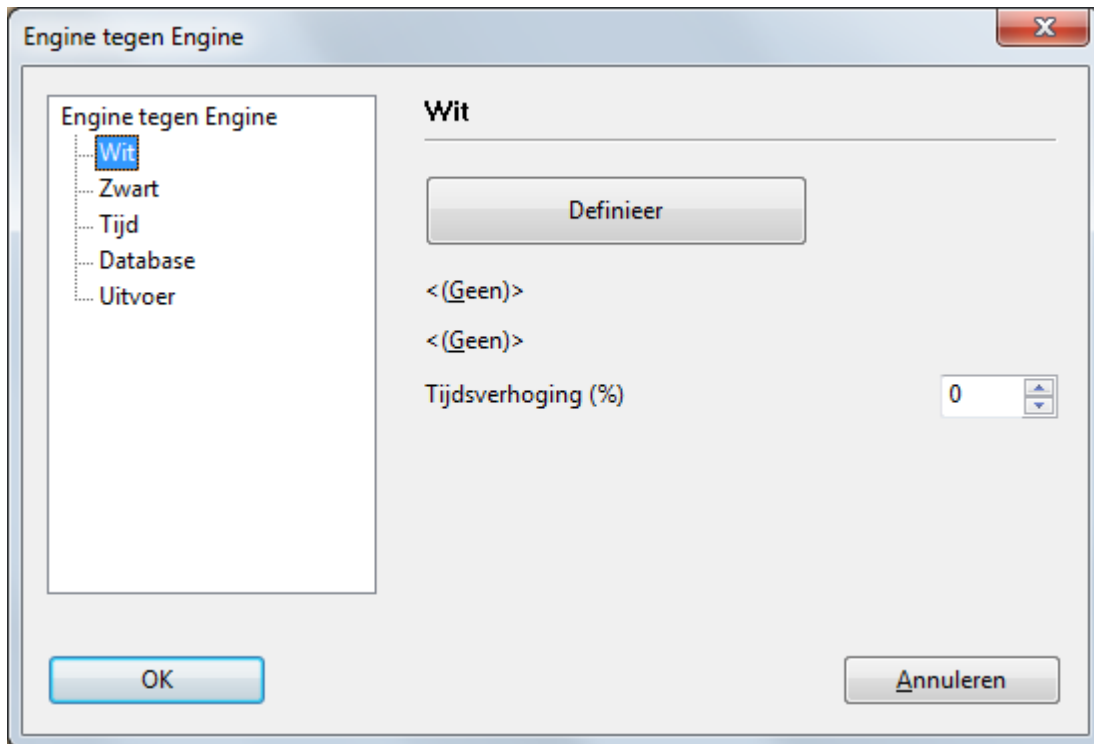 Engine tegen Engine
Engine tegen Engine
Wit
Zwart
Tijd
Database
Uitvoer
Wit
Definieer
<(Geen)>
<(Geen)>
Tijdsverhoging (%) 0
OK
Annuleren